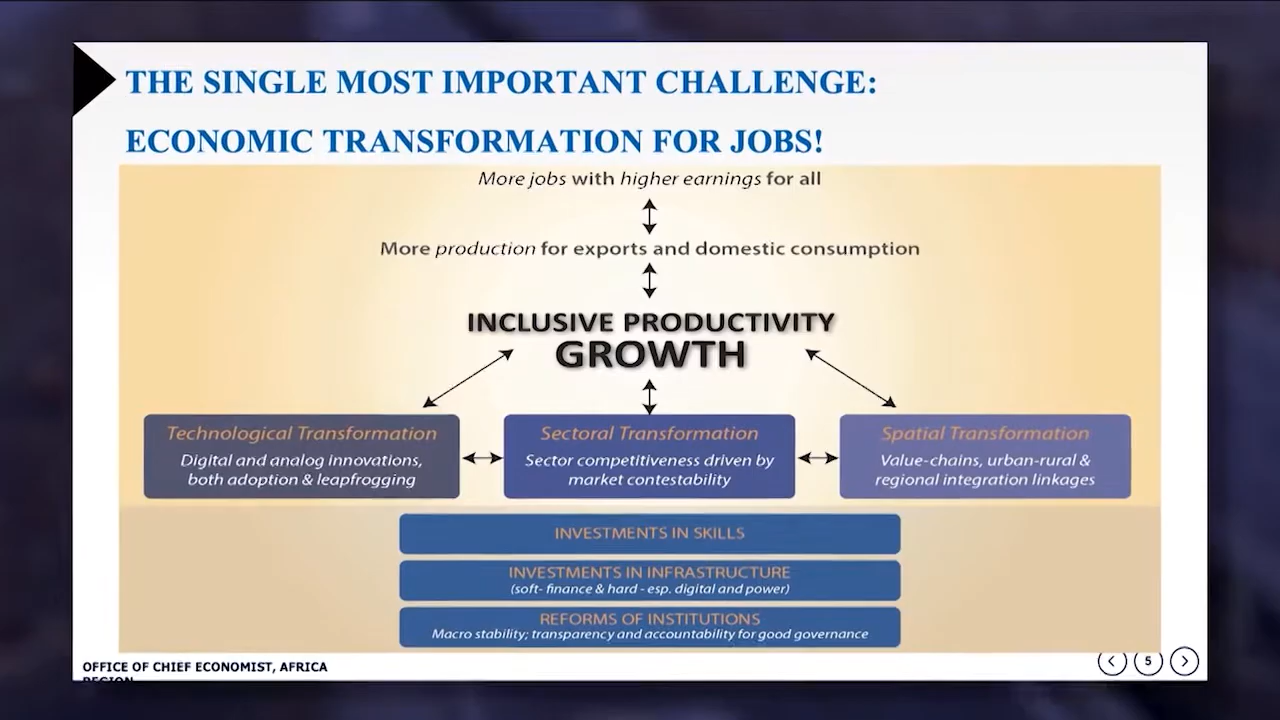 THE SINGLE MOST IMPORTANT CHALLENGE:
ECONOMIC TRANSFORMATION FOR JOBS!
More jobs with higher earnings for all
More production for exports and domestic consumption
INCLUSIVE PRODUCTIVITY
GROWTH
Technological Transformation
Digital and analog innovations,
both adoption & leapfrogging
Sectoral Transformation
Sector competitiveness driven by
market contestability
Spatial Transformation
Value-chains, urban-rural &
regional integration linkages
INVESTMENTS IN SKILLS
INVESTMENTS IN INFRASTRUCTURE
(soft- finance & hard - esp. digital and power)
REFORMS OF INSTITUTIONS
Macro stability; transparency and accountability for good governance
OFFICE OF CHIEF ECONOMIST, AFRICA
REGION
5